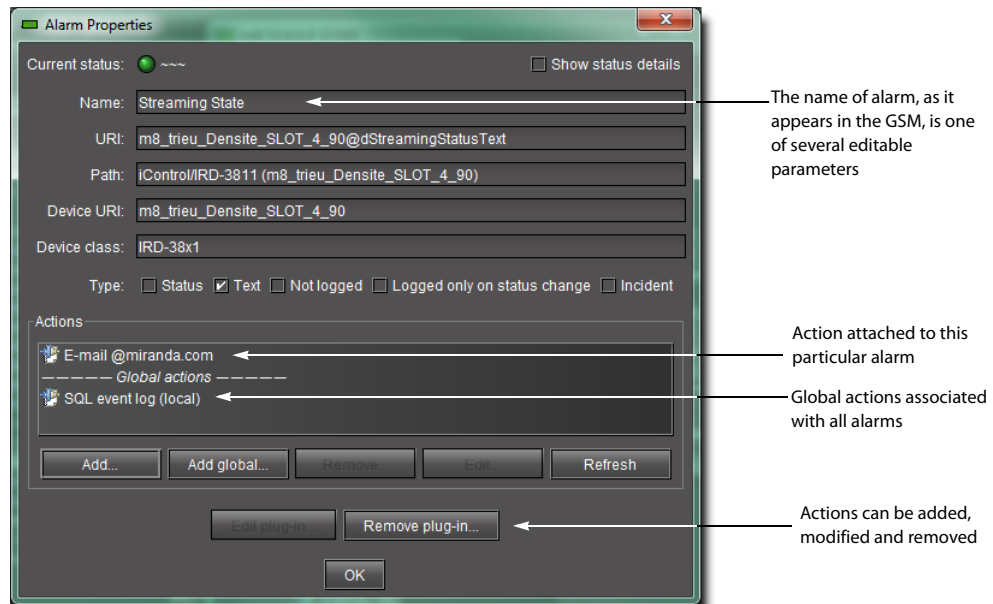 Alarm Properties
Current status: ~~~ Show status details
Name: Streaming State
The name of alarm, as it
appears in the GSM, is one
of several editable
parameters
URI: m8_trieu_Densite_SLOT_4_90@dStreamingStatusText
Path: iControl/IRD-3811 (m8_trieu_Densite_SLOT_4_90)
Device URI: m8_trieu_Densite_SLOT_4_90
Device class: IRD-38x1
Type: Status Text Not logged Logged only on status change Incident
Actions
E-mail @miranda.com
Action attached to this
particular alarm
————— Global actions —————
SQL event log (local)
Global actions associated
with all alarms
Add... Add global... Remove... Edit... Refresh
Edit plug-in... Remove plug-in...
Actions can be added,
modified and removed
OK